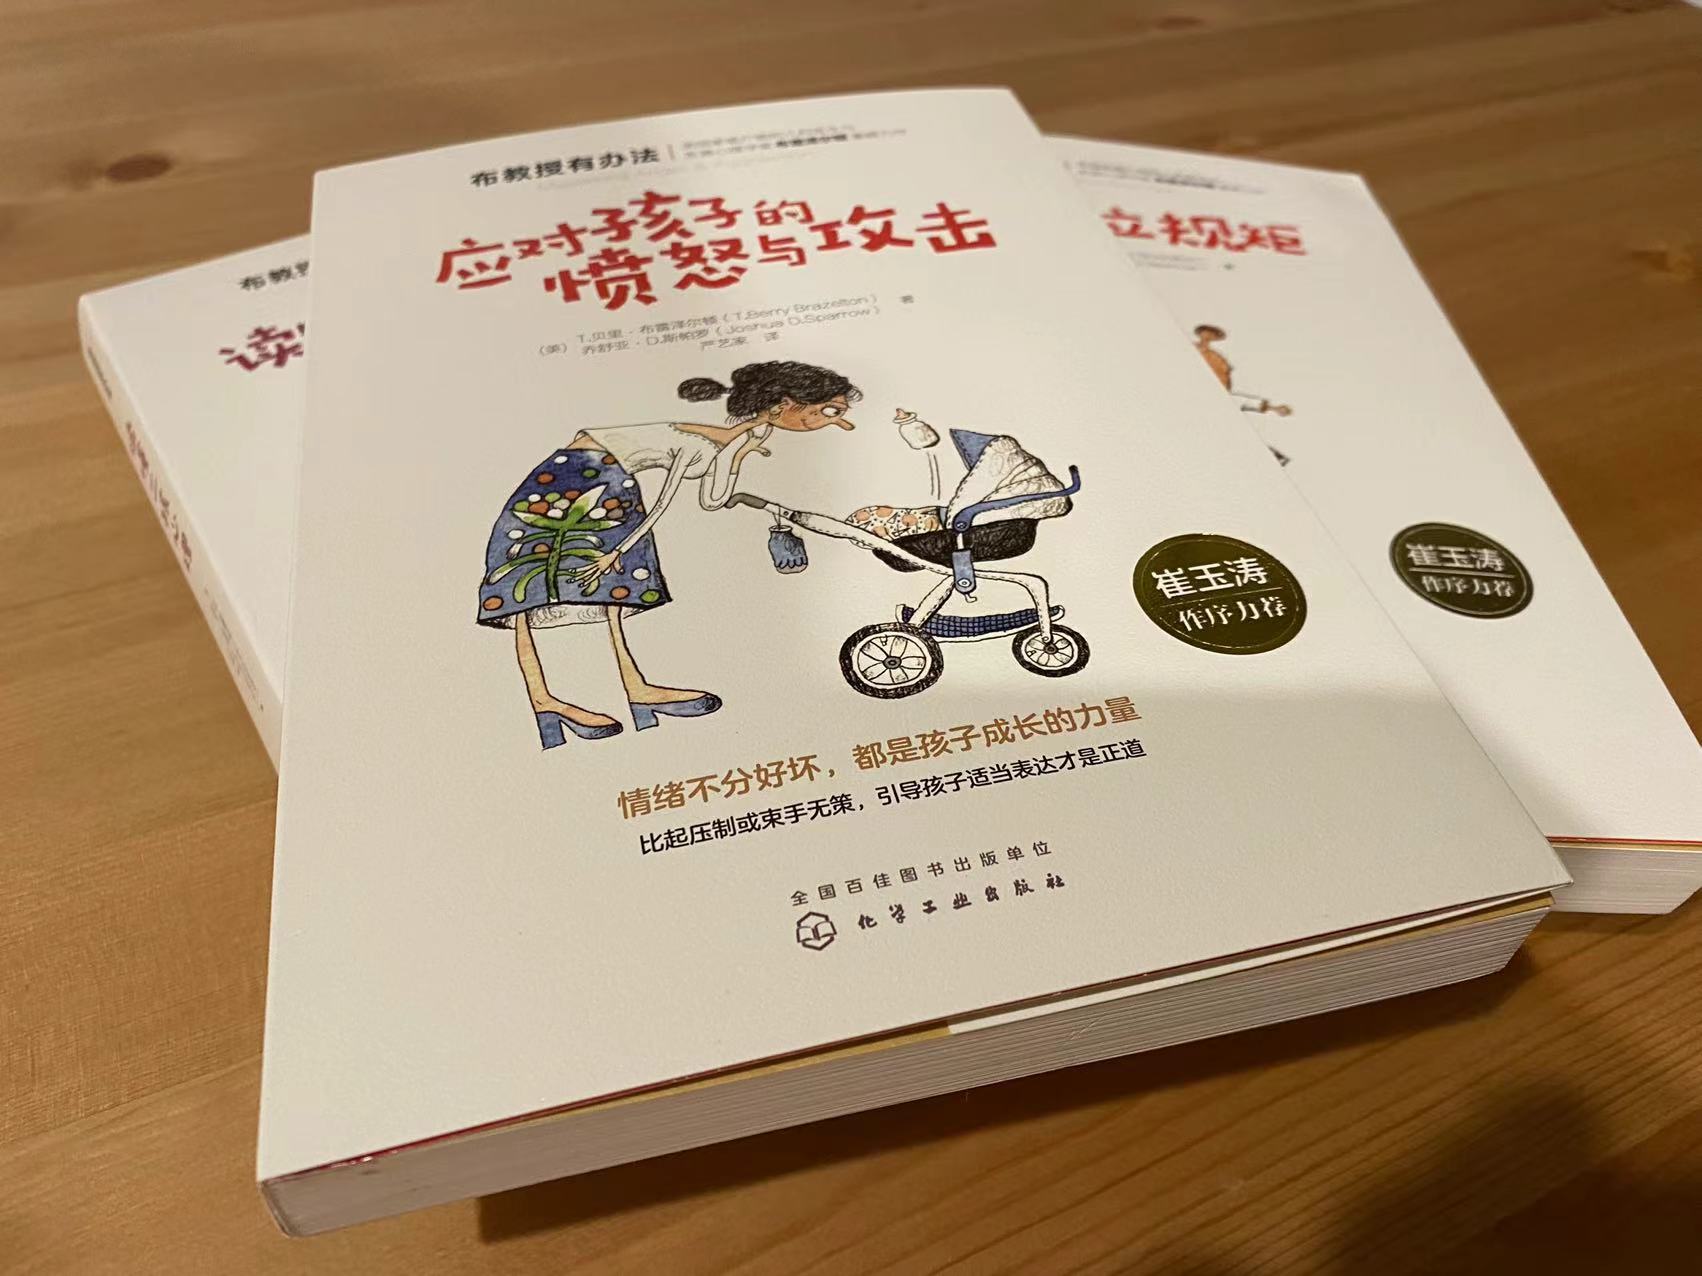 布教授有办法
应对孩子的
愤怒与攻击
(美) T.贝里·布雷泽尔顿(T.Berry Brazelton) 著
乔舒亚·D.斯帕罗(Joshua D.Sparrow)
严艺家 译
崔玉涛
作序力荐
情绪不分好坏,都是孩子成长的力量
比起压制或束手无策,引导孩子适当表达才是正道
全国百佳图书出版单位
化学工业出版社
布教
读
立规矩
崔玉涛
作序力荐